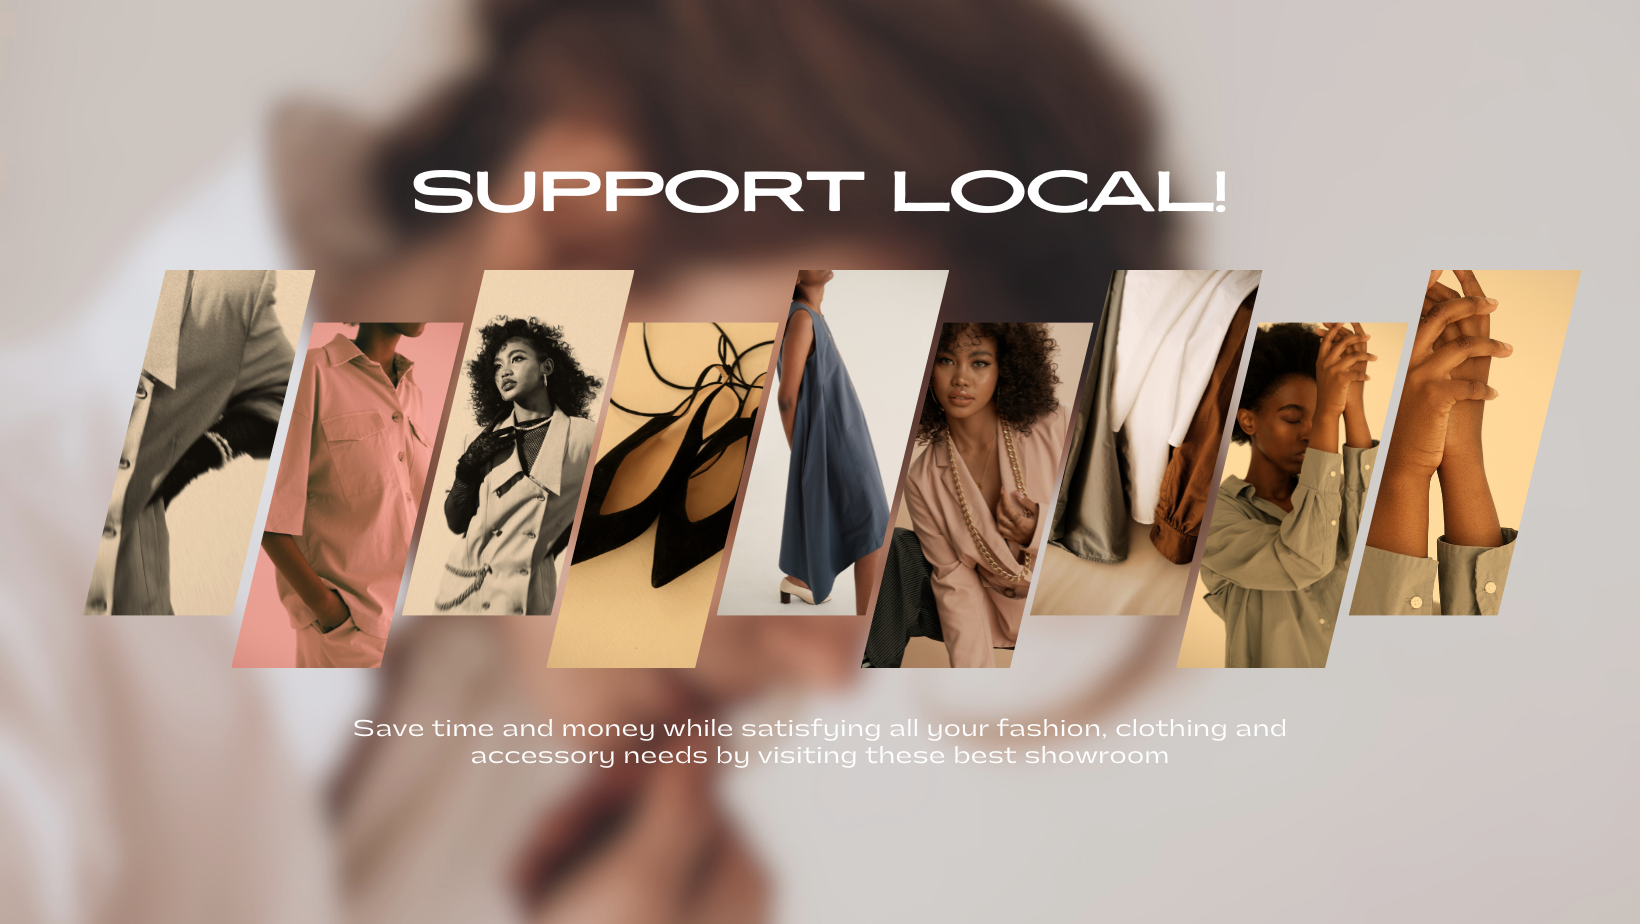 SUPPORT LOCAL!
Save time and money while satisfying all your fashion, clothing and
accessory needs by visiting these best showroom